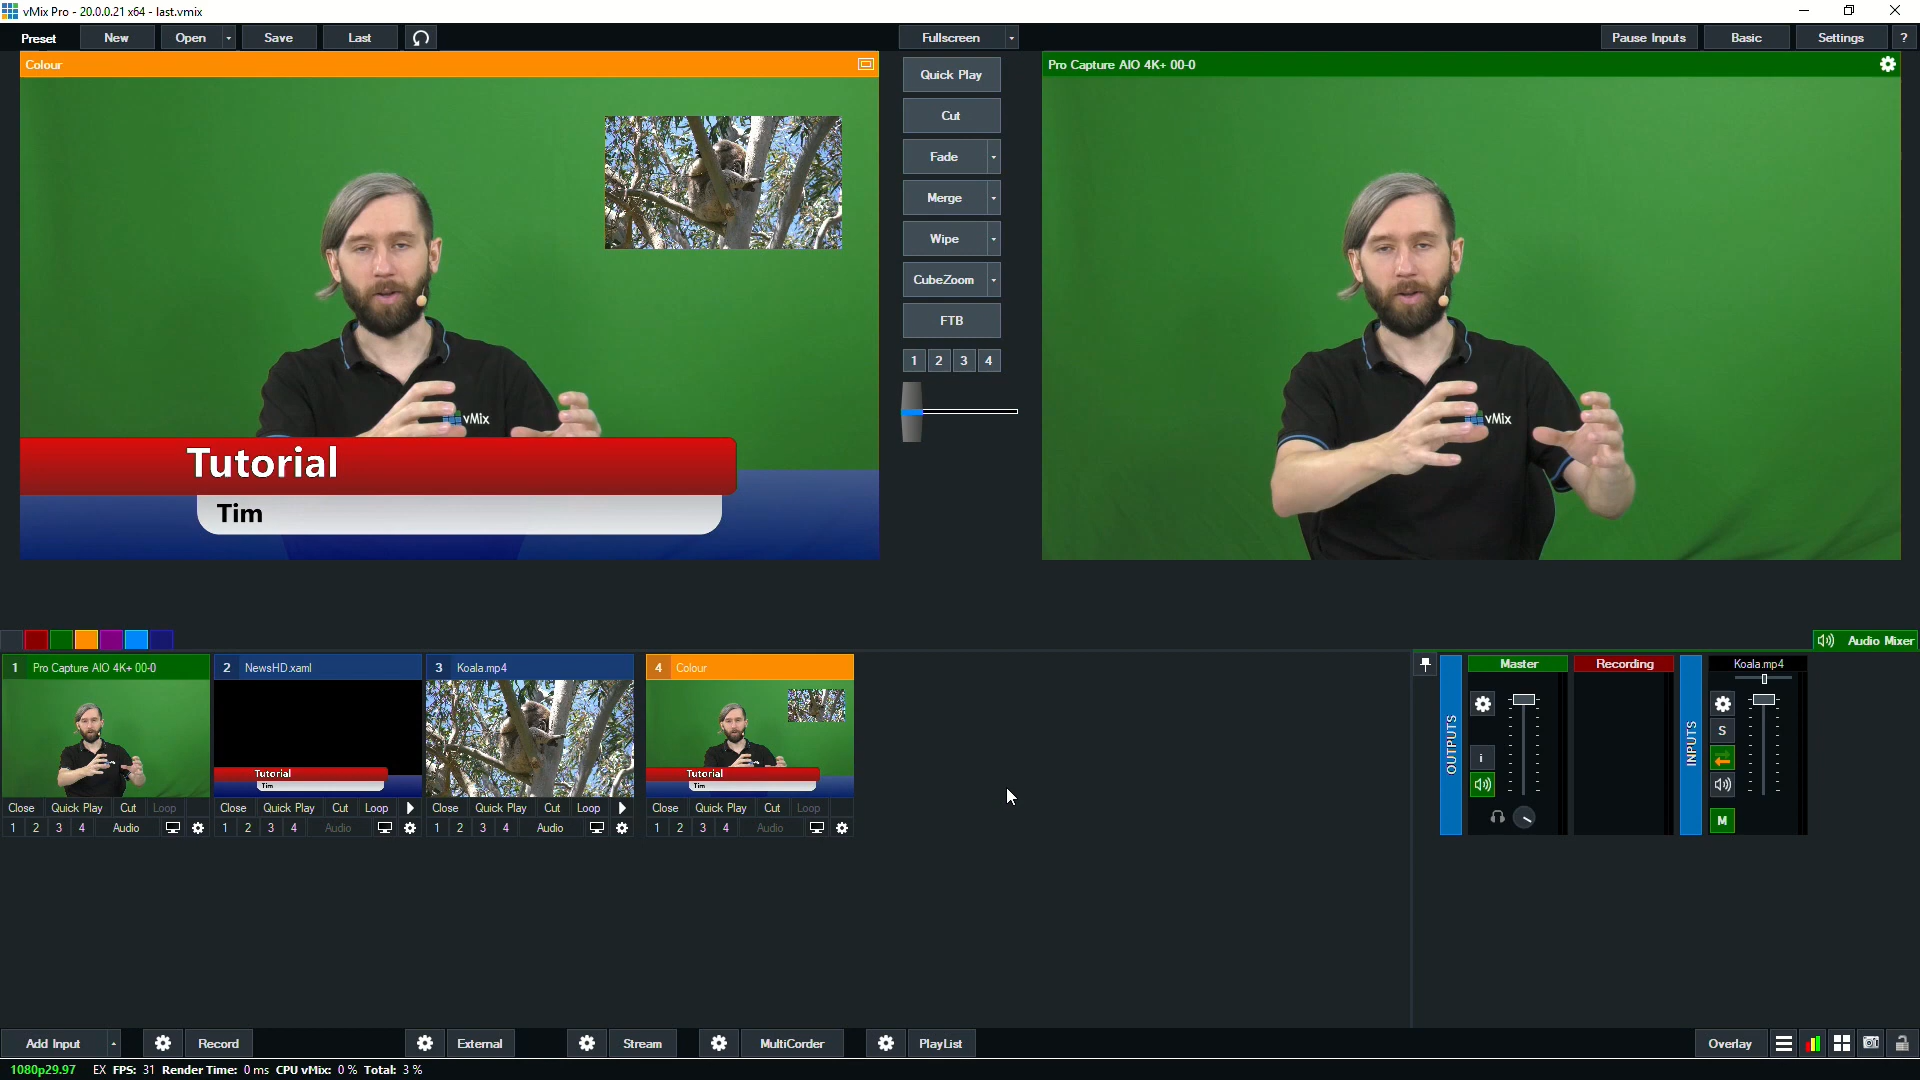 vMix Pro - 20.0.0.21 x64 - last.vmix
Preset New Open Save Last Fullscreen Pause Inputs Basic Settings ?
Colour
Pro Capture AIO 4K+ 00-0
Quick Play
Cut
Fade
Merge
Wipe
CubeZoom
FTB
1 2 3 4
vMix
Tutorial
Tim
vMix
Audio Mixer
1 Pro Capture AIO 4K+ 00-0
Close Quick Play Cut Loop
1 2 3 4 Audio
2 NewsHD.xaml
Tutorial
Tim
Close Quick Play Cut Loop
1 2 3 4 Audio
3 Koala.mp4
Close Quick Play Cut Loop
1 2 3 4 Audio
4 Colour
Tutorial
Tim
Close Quick Play Cut Loop
1 2 3 4 Audio
OUTPUTS
Master
i
Recording
INPUTS
Koala.mp4
S
M
Add Input Record External Stream MultiCorder PlayList Overlay
1080p29.97 EX FPS: 31 Render Time: 0 ms CPU vMix: 0 % Total: 3 %